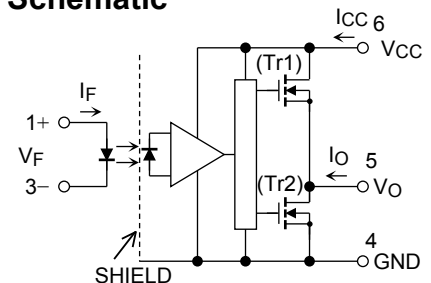 Schematic
ICC 6
VCC
(Tr1)
IF
1+
VF
3−
IO 5
VO
(Tr2)
4
GND
SHIELD